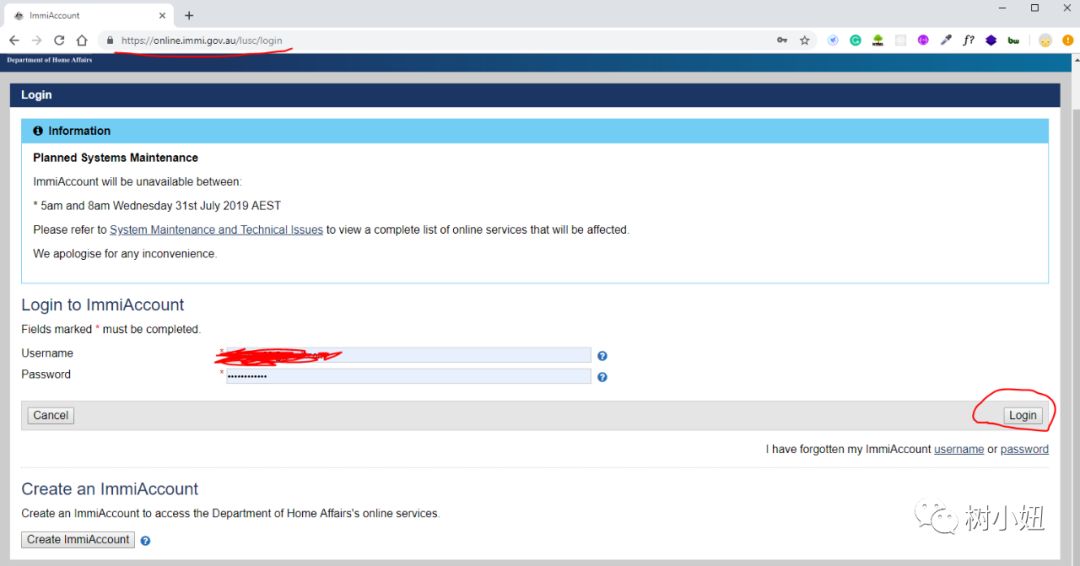 ImmiAccount
https://online.immi.gov.au/lusc/login
f?
bw
Department of Home Affairs
Login
Information
Planned Systems Maintenance
ImmiAccount will be unavailable between:
* 5am and 8am Wednesday 31st July 2019 AEST
Please refer to System Maintenance and Technical Issues to view a complete list of online services that will be affected.
We apologise for any inconvenience.
Login to ImmiAccount
Fields marked * must be completed.
Username *
Password * ••••••••••••
Cancel Login
I have forgotten my ImmiAccount username or password
Create an ImmiAccount
Create an ImmiAccount to access the Department of Home Affairs's online services.
Create ImmiAccount
树小妞